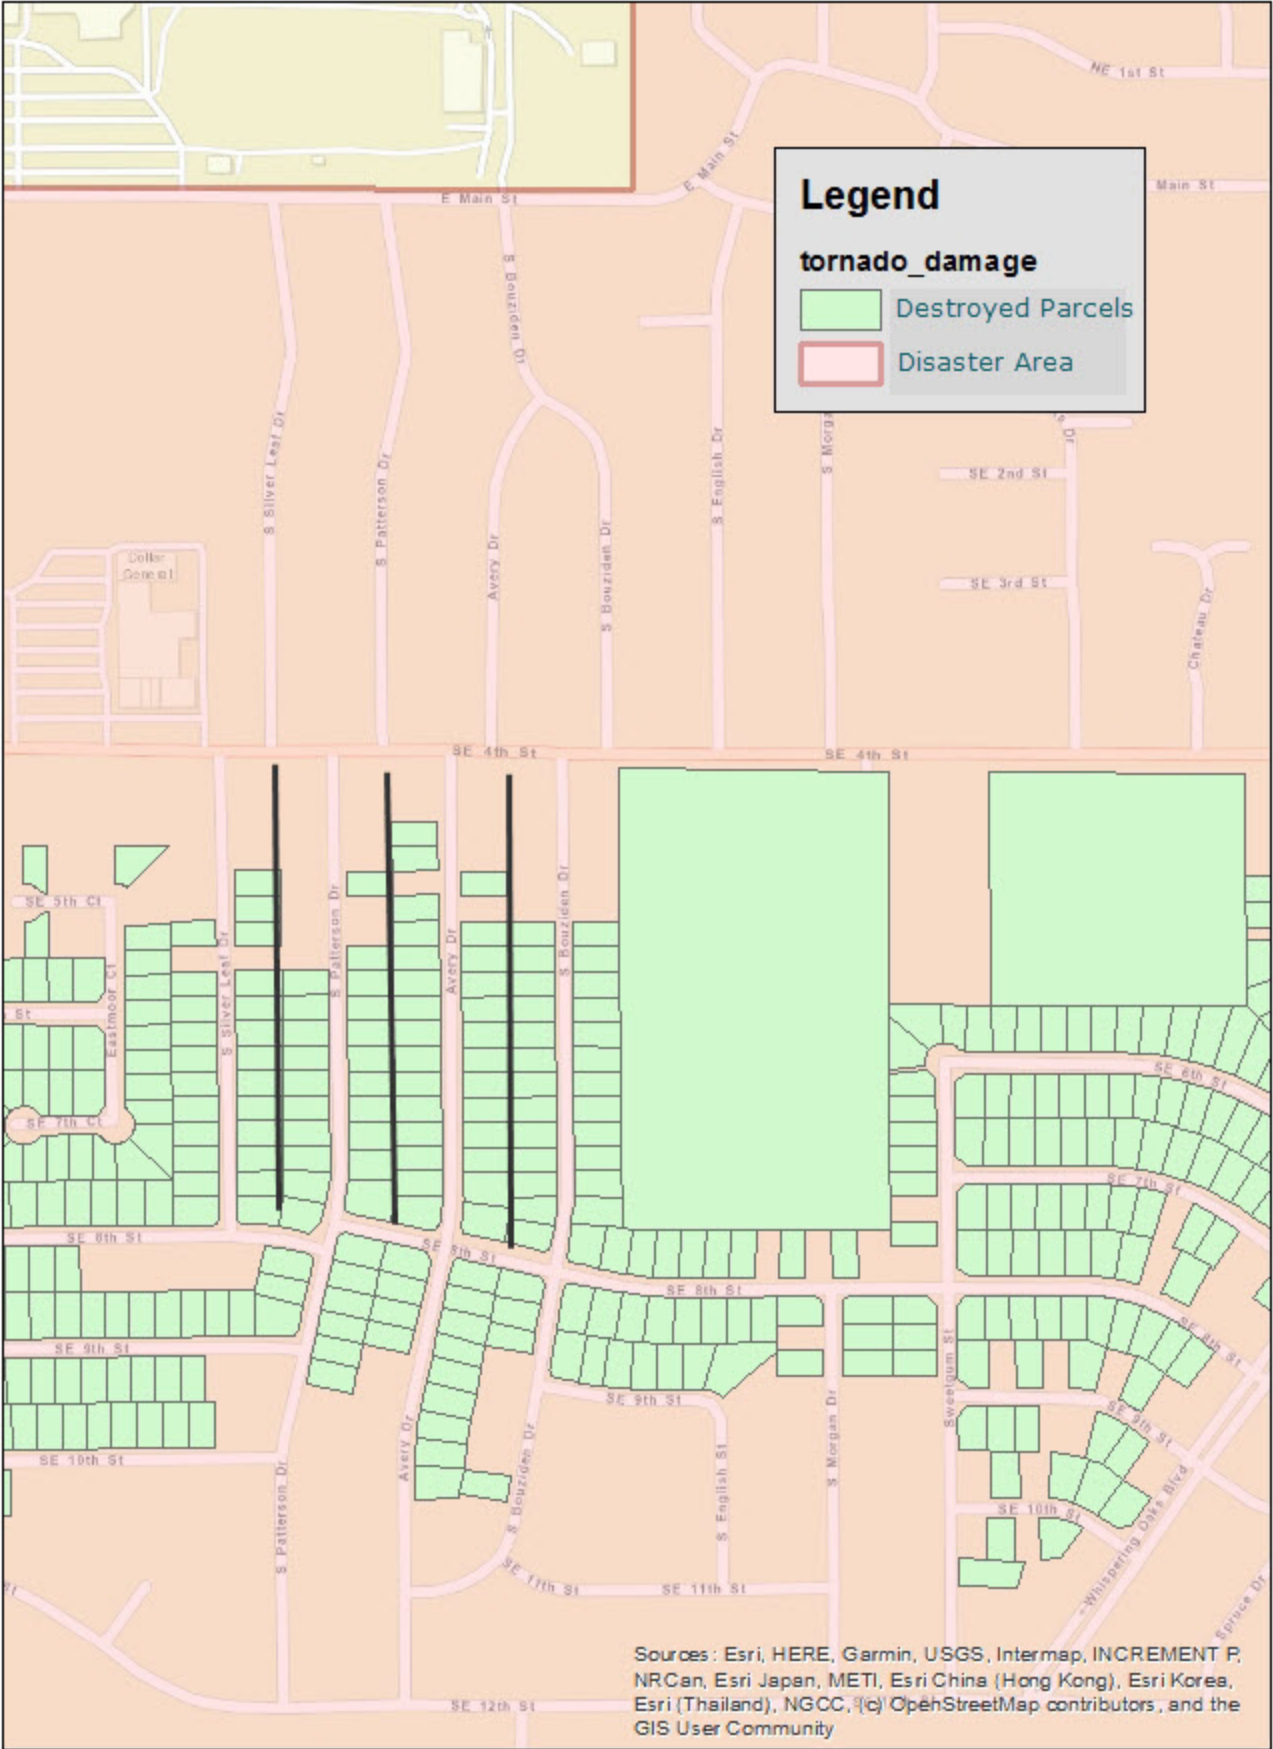 NE 1st St
E Main St
Main St
E Main St
Legend
tornado_damage
Destroyed Parcels
Disaster Area
S Bouziden Dr
S Silver Leaf Dr
S Patterson Dr
Avery Dr
S Bouziden Dr
S English Dr
S Morga
Dr
SE 2nd St
SE 3rd St
Chateau Dr
Dollar
General
SE 4th St
SE 4th St
SE 5th Ct
St
Eastmoor Ct
S Silver Leaf Dr
S Patterson Dr
Avery Dr
S Bouziden Dr
SE 6th St
SE 7th Ct
SE 7th St
SE 8th St
SE 8th St
SE 8th St
SE 8th St
SE 9th St
SE 9th St
SE 9th St
Sweetgum St
S Morgan Dr
SE 10th St
SE 10th St
Avery Dr
S Bouziden Dr
S English St
S Patterson Dr
Whispering Oaks Blvd
SE 11th St
SE 11th St
Spruce Dr
St
SE 12th St
Sources: Esri, HERE, Garmin, USGS, Intermap, INCREMENT P,
NRCan, Esri Japan, METI, Esri China (Hong Kong), Esri Korea,
Esri (Thailand), NGCC, (c) OpenStreetMap contributors, and the
GIS User Community